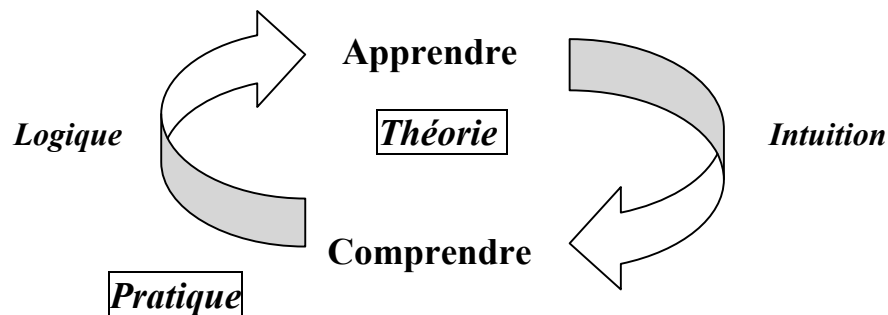 Apprendre
Théorie
Logique
Intuition
Comprendre
Pratique